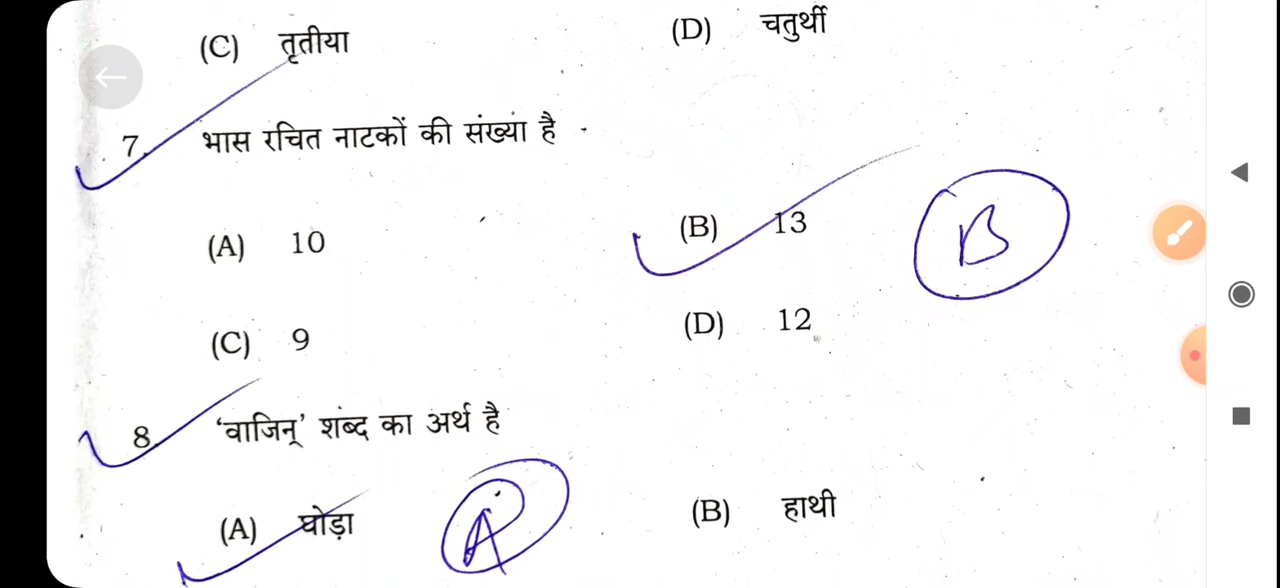 (C) तृतीया (D) चतुर्थी
7. भास रचित नाटकों की संख्या है
(A) 10 (B) 13 B
(C) 9 (D) 12
8. 'वाजिन्' शब्द का अर्थ है
(A) घोड़ा A (B) हाथी